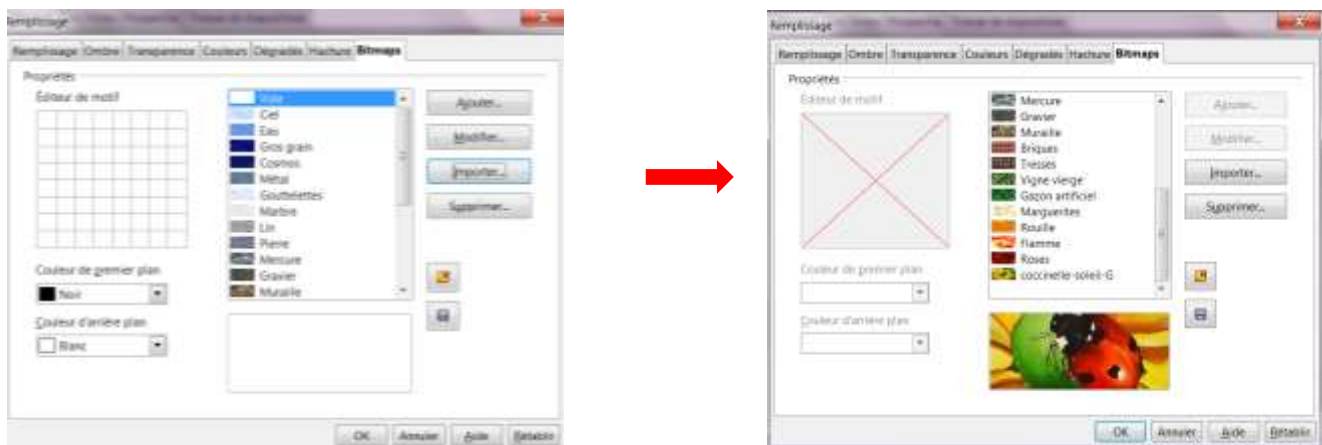 Remplissage
Remplissage Ombre Transparence Couleurs Dégradés Hachure Bitmaps
Propriétés
Éditeur de motif
Vide
Ciel
Eau
Gros grain
Cosmos
Métal
Gouttelettes
Marbre
Lin
Pierre
Mercure
Gravier
Muraille
Ajouter...
Modifier...
Importer...
Supprimer...
Couleur de premier plan
Noir
Couleur d'arrière plan
Blanc
OK Annuler Aide Rétablir
Remplissage
Remplissage Ombre Transparence Couleurs Dégradés Hachure Bitmaps
Propriétés
Éditeur de motif
Mercure
Gravier
Muraille
Briques
Tresses
Vigne vierge
Gazon artificiel
Marguerites
Rouille
Flamme
Roses
coccinelle-soleil-G
Ajouter...
Modifier...
Importer...
Supprimer...
Couleur de premier plan
Couleur d'arrière plan
OK Annuler Aide Rétablir